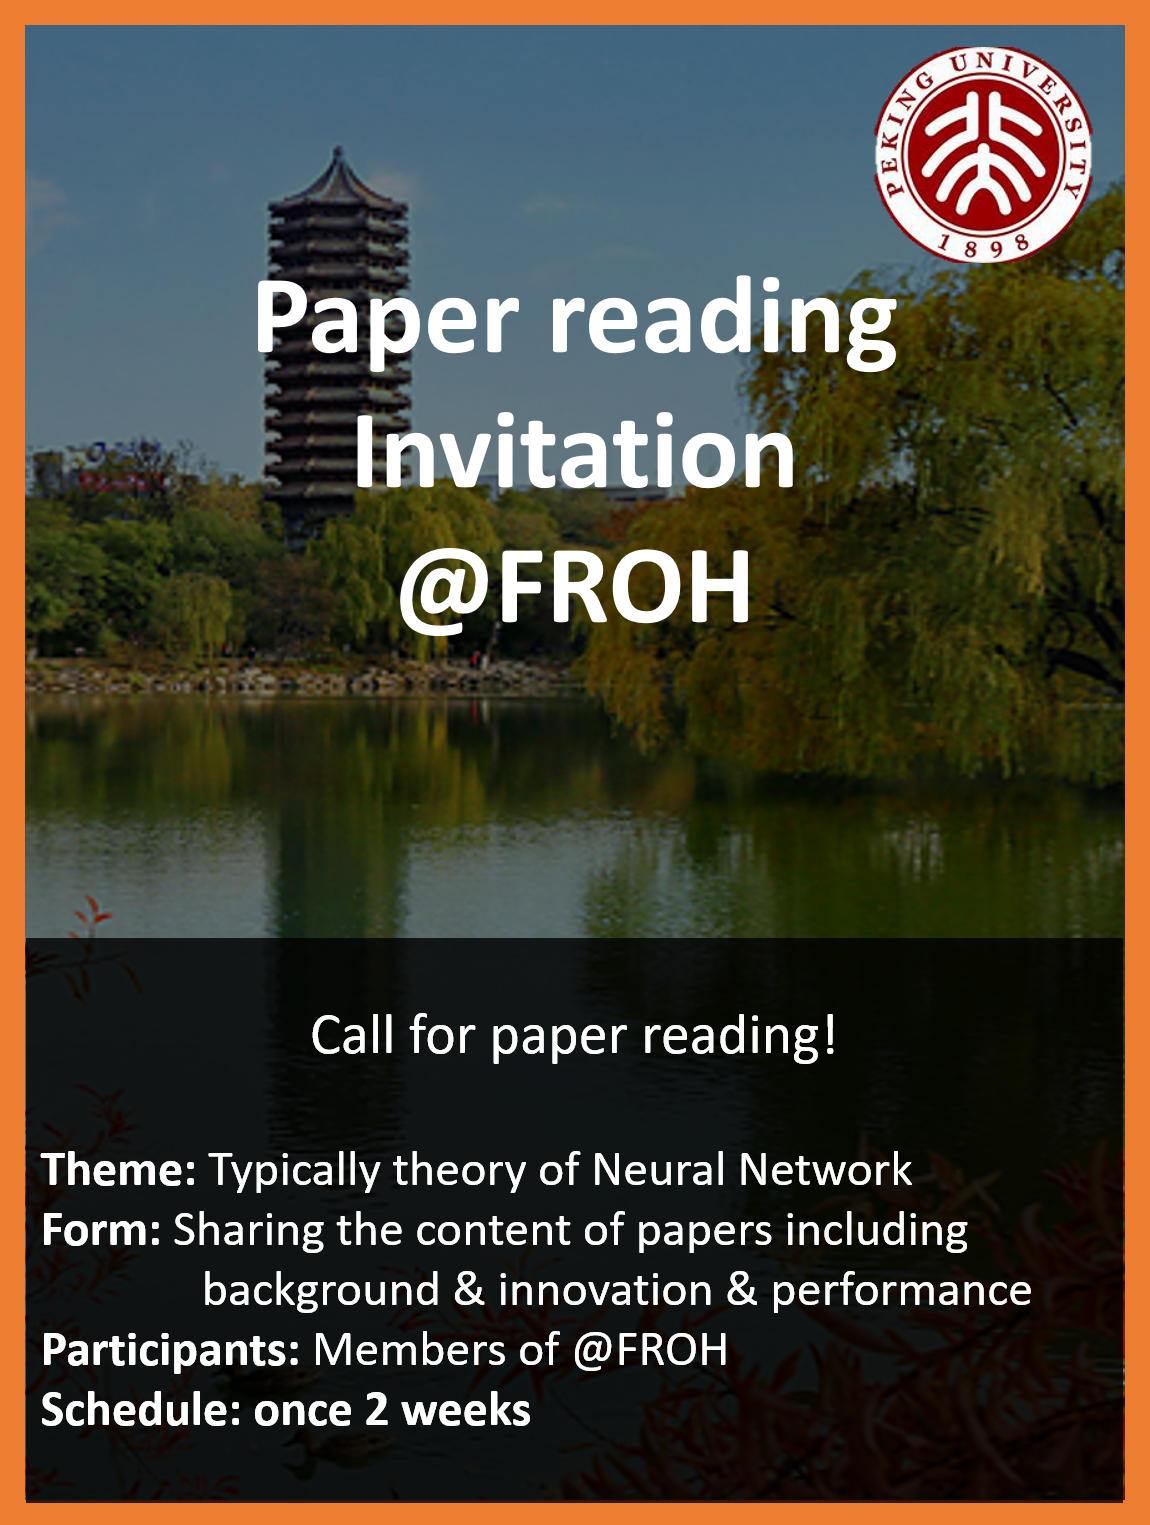 PEKING UNIVERSITY
1898
Paper reading
Invitation
@FROH
Call for paper reading!
Theme: Typically theory of Neural Network
Form: Sharing the content of papers including
background & innovation & performance
Participants: Members of @FROH
Schedule: once 2 weeks